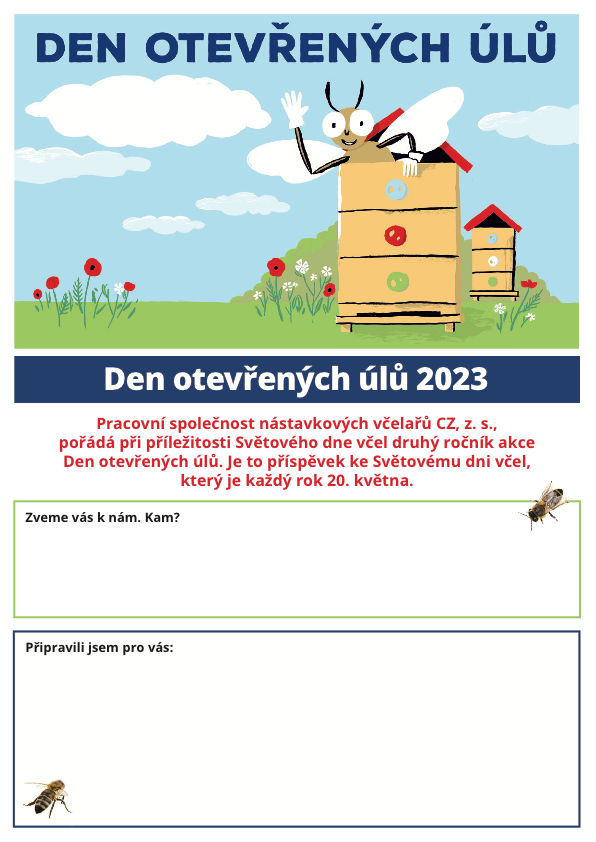 DEN OTEVŘENÝCH ÚLŮ
Den otevřených úlů 2023
Pracovní společnost nástavkových včelařů CZ, z. s.,
pořádá při příležitosti Světového dne včel druhý ročník akce
Den otevřených úlů. Je to příspěvek ke Světovému dni včel,
který je každý rok 20. května.
Zveme vás k nám. Kam?
Připravili jsem pro vás: